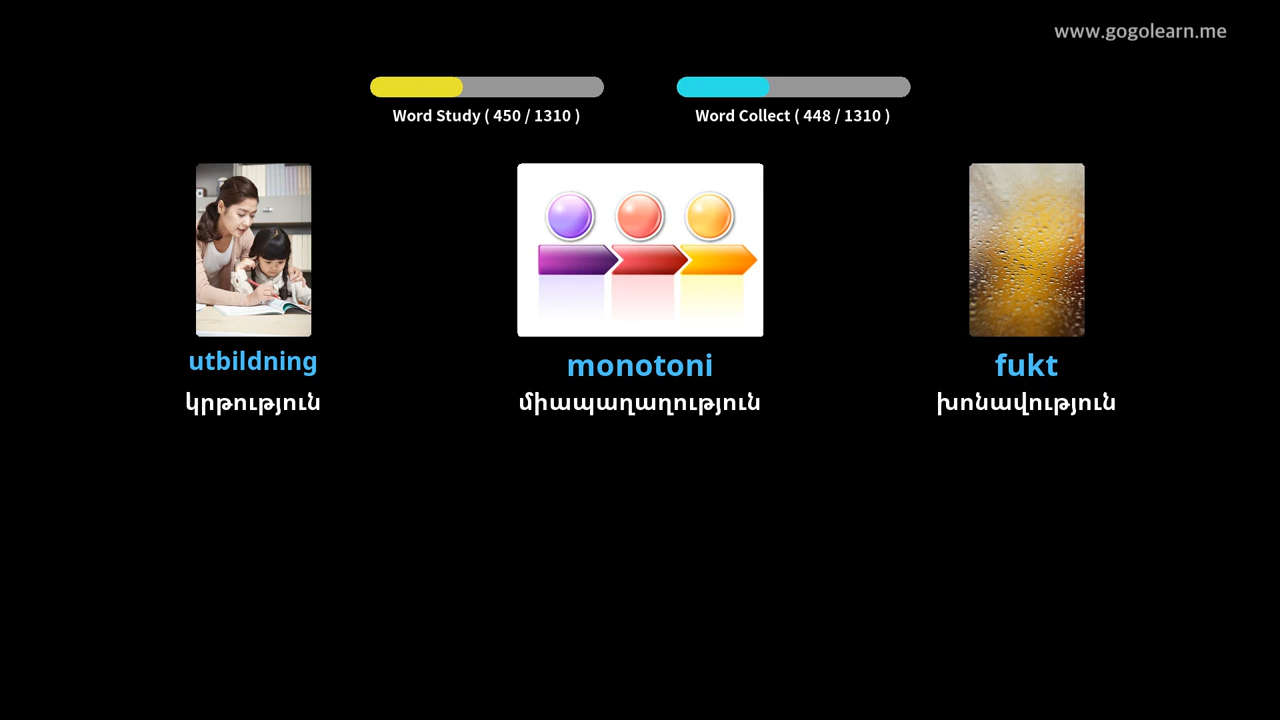 www.gogolearn.me
Word Study ( 450 / 1310 )
Word Collect ( 448 / 1310 )
utbildning
կրթություն
monotoni
միապաղաղություն
fukt
խոնավություն